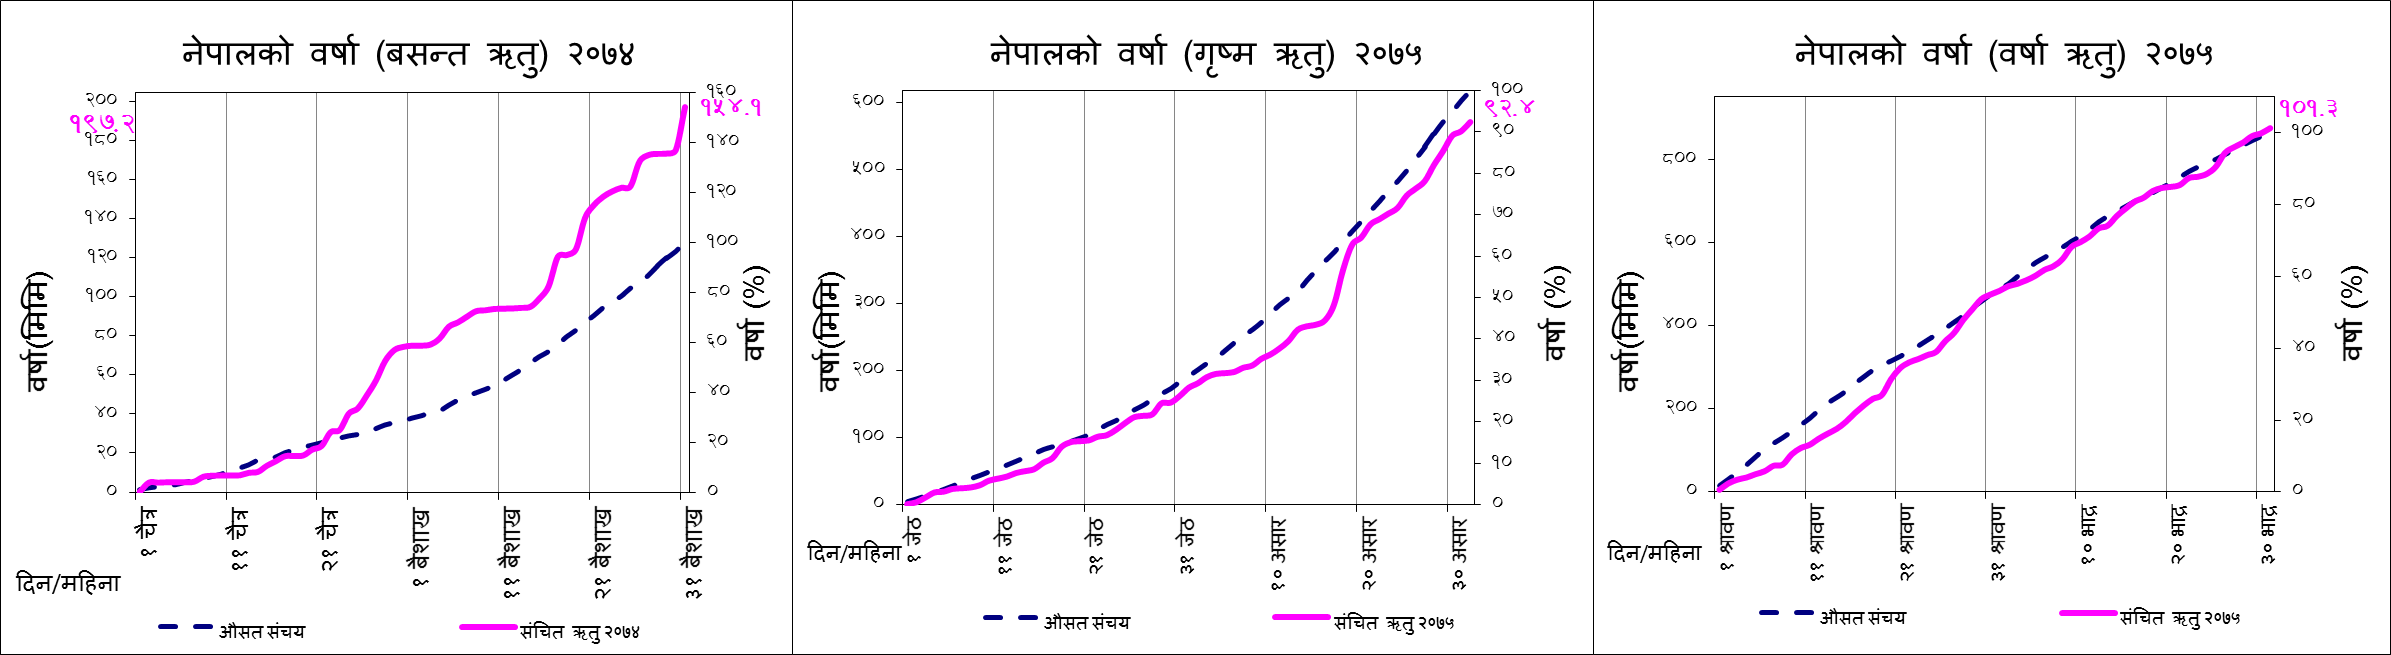 नेपालको वर्षा (बसन्त ऋतु) २०७४
२००
१८०
१६०
१४०
१२०
१००
८०
६०
४०
२०
०
१९७.२
१५४.१
१६०
१४०
१२०
१००
८०
६०
४०
२०
०
वर्षा(मिमि)
वर्षा (%)
१ चैत्र
११ चैत्र
२१ चैत्र
१ बैशाख
११ बैशाख
२१ बैशाख
३१ बैशाख
दिन/महिना
औसत संचय
संचित ऋतु २०७४
नेपालको वर्षा (गृष्म ऋतु) २०७५
६००
५००
४००
३००
२००
१००
०
९२.४
१००
९०
८०
७०
६०
५०
४०
३०
२०
१०
०
वर्षा(मिमि)
वर्षा (%)
१ जेठ
११ जेठ
२१ जेठ
३१ जेठ
१० असार
२० असार
३० असार
दिन/महिना
औसत संचय
संचित ऋतु २०७५
नेपालको वर्षा (वर्षा ऋतु) २०७५
८००
६००
४००
२००
०
१०१.३
१००
८०
६०
४०
२०
०
वर्षा(मिमि)
वर्षा (%)
१ श्रावण
११ श्रावण
२१ श्रावण
३१ श्रावण
१० भाद्र
२० भाद्र
३० भाद्र
दिन/महिना
औसत संचय
संचित ऋतु २०७५